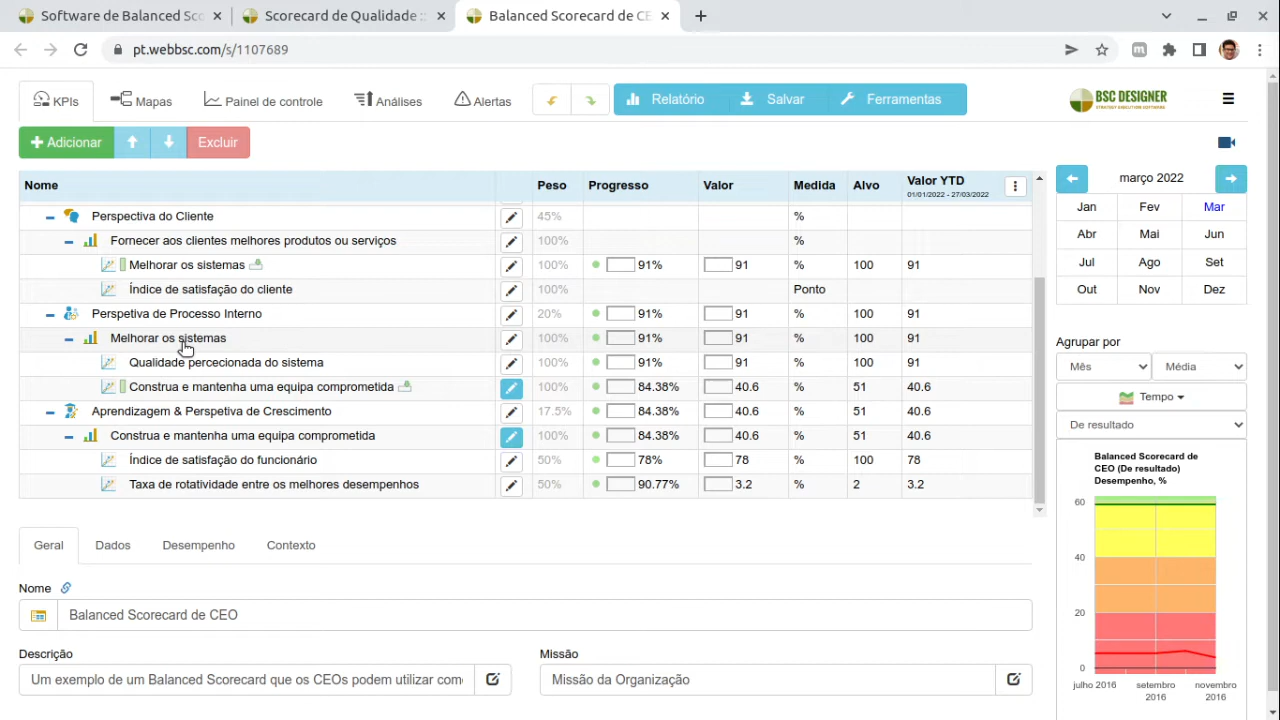 Software de Balanced Sco
Scorecard de Qualidade ::
Balanced Scorecard de CE
pt.webbsc.com/s/1107689
KPIs
Mapas
Painel de controle
Análises
Alertas
Relatório
Salvar
Ferramentas
BSC DESIGNER
STRATEGY EXECUTION SOFTWARE
Adicionar
Excluir
Nome Peso Progresso Valor Medida Alvo Valor YTD
01/01/2022 - 27/03/2022
Perspectiva do Cliente 45% %
Fornecer aos clientes melhores produtos ou serviços 100% %
Melhorar os sistemas 100% 91% 91 % 100 91
Índice de satisfação do cliente 100% Ponto
Perspetiva de Processo Interno 20% 91% 91 % 100 91
Melhorar os sistemas 100% 91% 91 % 100 91
Qualidade percecionada do sistema 100% 91% 91 % 100 91
Construa e mantenha uma equipa comprometida 100% 84.38% 40.6 % 51 40.6
Aprendizagem & Perspetiva de Crescimento 17.5% 84.38% 40.6 % 51 40.6
Construa e mantenha uma equipa comprometida 100% 84.38% 40.6 % 51 40.6
Índice de satisfação do funcionário 50% 78% 78 % 100 78
Taxa de rotatividade entre os melhores desempenhos 50% 90.77% 3.2 % 2 3.2
março 2022
Jan Fev Mar
Abr Mai Jun
Jul Ago Set
Out Nov Dez
Agrupar por
Mês Média
Tempo
De resultado
Balanced Scorecard de
CEO (De resultado)
Desempenho, %
60
40
20
0
julho 2016 setembro 2016 novembro 2016
Geral Dados Desempenho Contexto
Nome
Balanced Scorecard de CEO
Descrição
Um exemplo de um Balanced Scorecard que os CEOs podem utilizar com
Missão
Missão da Organização